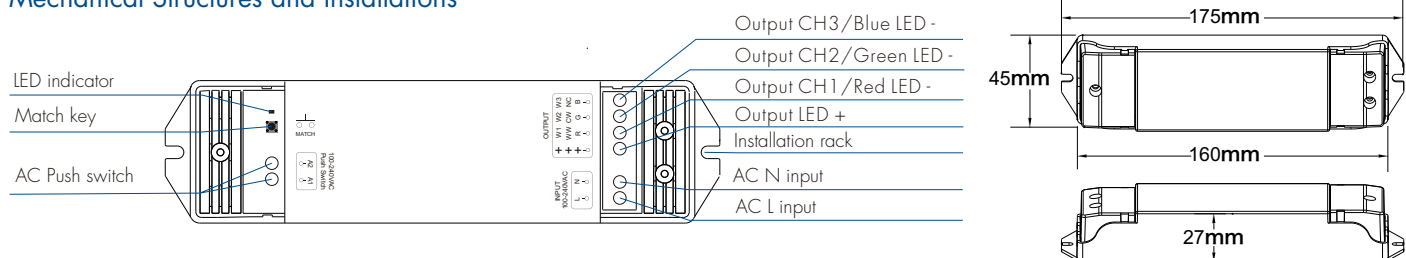 Mechanical Structures and Installations
LED indicator
Match key
AC Push switch
MATCH
100-240VAC
Push Switch
A2
A1
OUTPUT
W3 NC B -
W2 CW G -
W1 WW R -
+ + +
INPUT
100-240VAC
N
L
Output CH3/Blue LED -
Output CH2/Green LED -
Output CH1/Red LED -
Output LED +
Installation rack
AC N input
AC L input
175mm
45mm
160mm
27mm